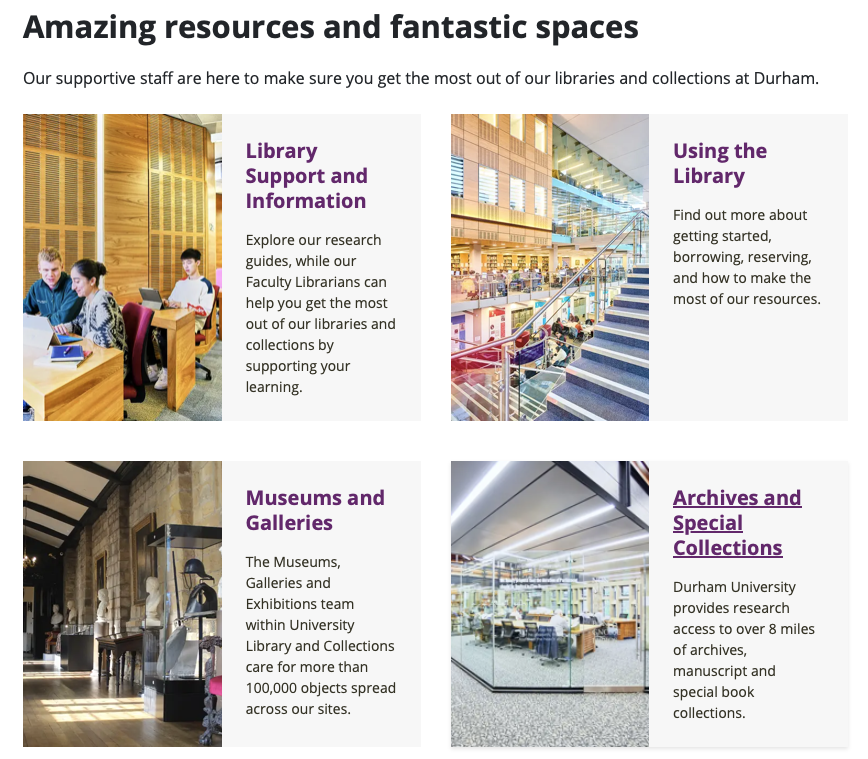 Amazing resources and fantastic spaces
Our supportive staff are here to make sure you get the most out of our libraries and collections at Durham.
Library
Support and
Information
Explore our research
guides, while our
Faculty Librarians can
help you get the most
out of our libraries and
collections by
supporting your
learning.
Using the
Library
Find out more about
getting started,
borrowing, reserving,
and how to make the
most of our resources.
Museums and
Galleries
The Museums,
Galleries and
Exhibitions team
within University
Library and Collections
care for more than
100,000 objects spread
across our sites.
Archives and
Special
Collections
Durham University
provides research
access to over 8 miles
of archives,
manuscript and
special book
collections.